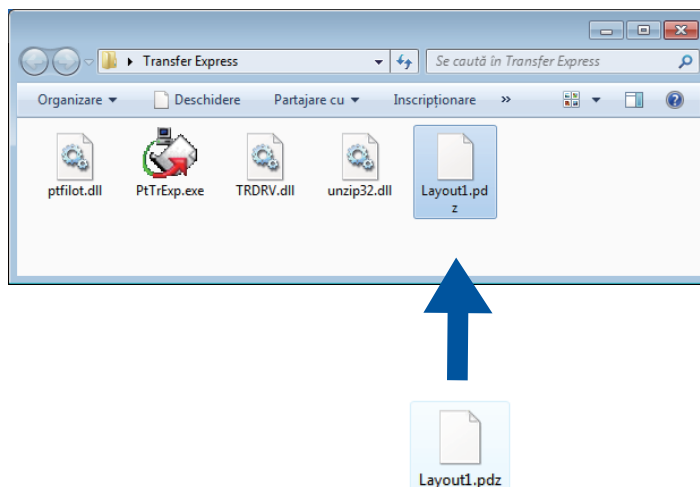 Transfer Express
Se caută în Transfer Express
Organizare
Deschidere
Partajare cu
Inscripționare
»
ptfilot.dll
PtTrExp.exe
TRDRV.dll
unzip32.dll
Layout1.pd
z
Layout1.pdz